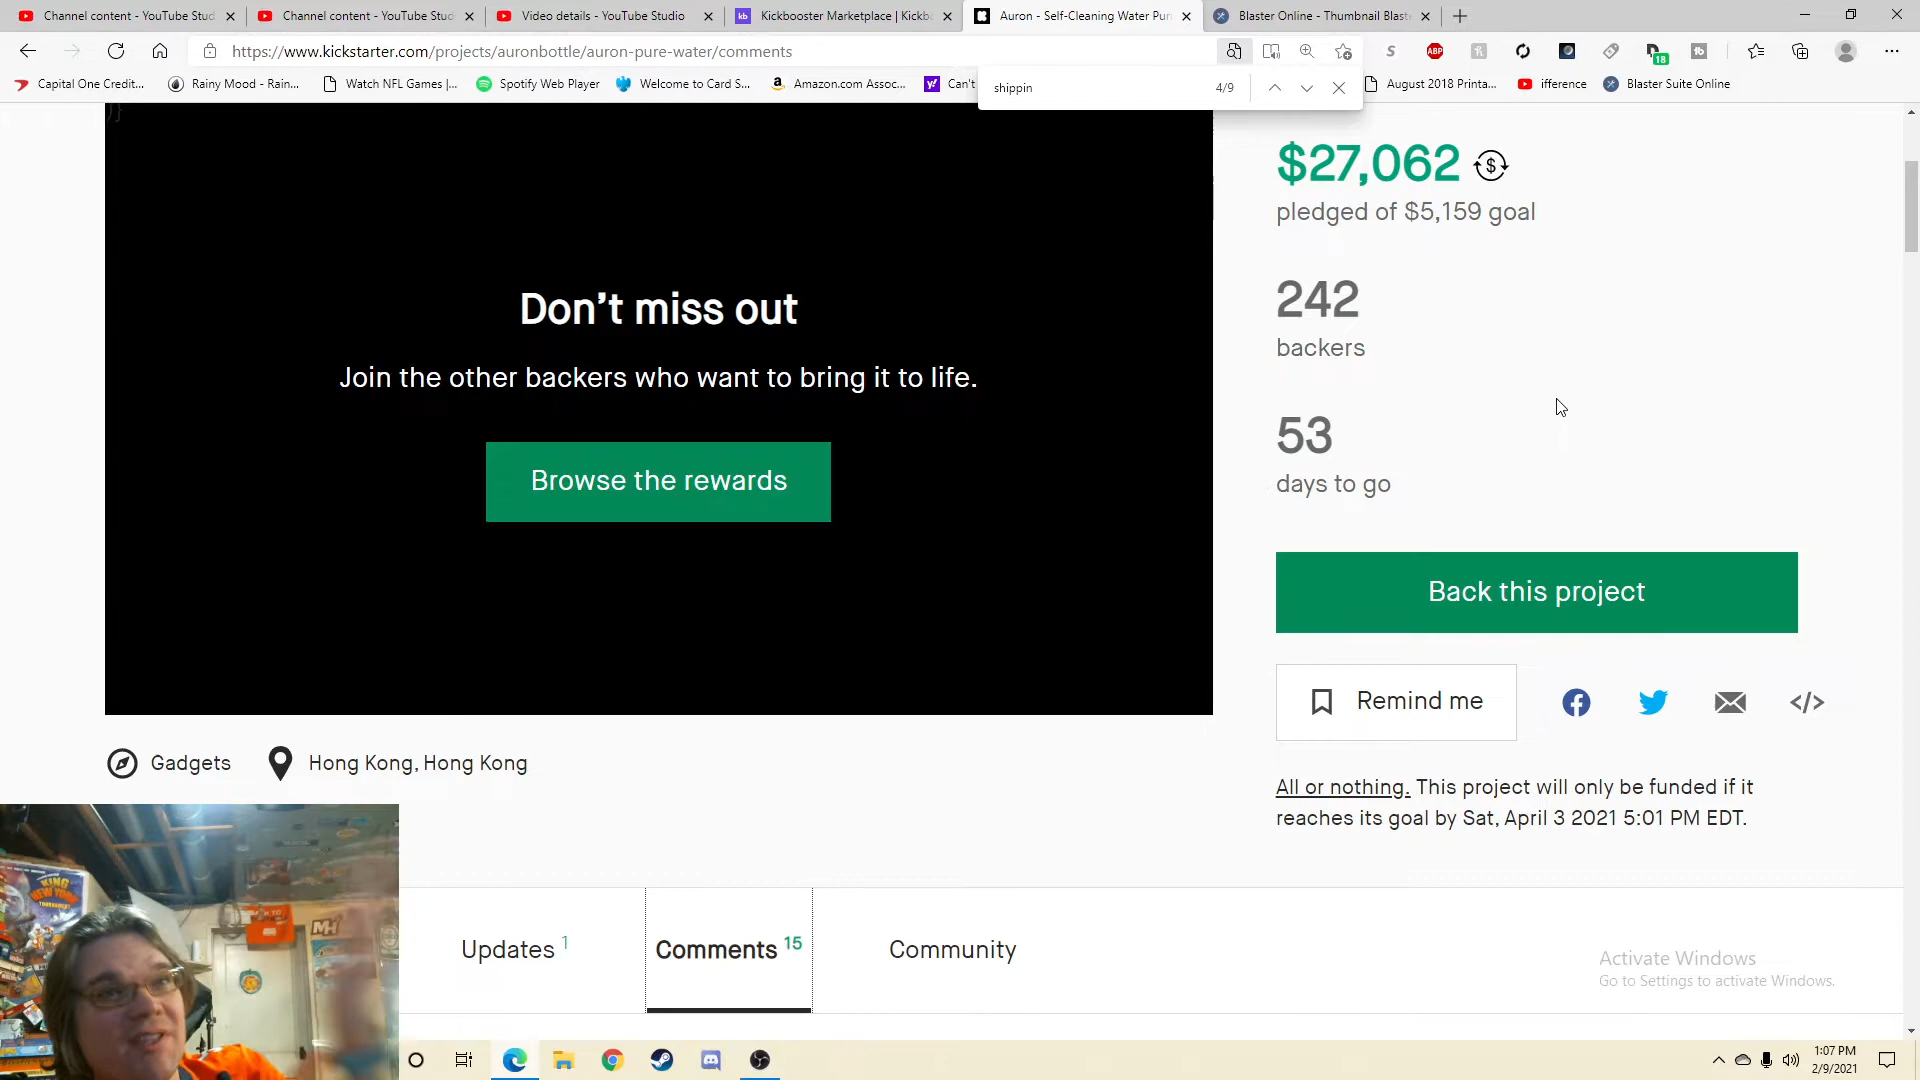 Channel content - YouTube Stud
Channel content - YouTube Stud
Video details - YouTube Studio
kb
Kickbooster Marketplace | Kickb
Auron - Self-Cleaning Water Pur
Blaster Online - Thumbnail Blast
https://www.kickstarter.com/projects/auronbottle/auron-pure-water/comments
ABP
18
Capital One Credit...
Rainy Mood - Rain...
Watch NFL Games |...
Spotify Web Player
Welcome to Card S...
Amazon.com Assoc...
Can't
August 2018 Printa...
ifference
Blaster Suite Online
shippin
4/9
$27,062
pledged of $5,159 goal
242
backers
53
days to go
Don't miss out
Join the other backers who want to bring it to life.
Browse the rewards
Back this project
Remind me
Gadgets
Hong Kong, Hong Kong
All or nothing. This project will only be funded if it
reaches its goal by Sat, April 3 2021 5:01 PM EDT.
KING
NEW YORK
Updates 1
Comments 15
Community
Activate Windows
Go to Settings to activate Windows.
1:07 PM
2/9/2021